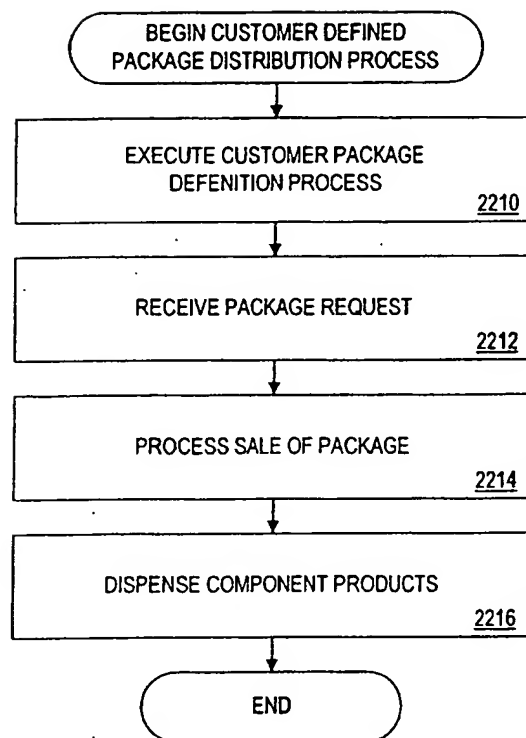 BEGIN CUSTOMER DEFINED
PACKAGE DISTRIBUTION PROCESS
EXECUTE CUSTOMER PACKAGE
DEFENITION PROCESS
2210
RECEIVE PACKAGE REQUEST
2212
PROCESS SALE OF PACKAGE
2214
DISPENSE COMPONENT PRODUCTS
2216
END